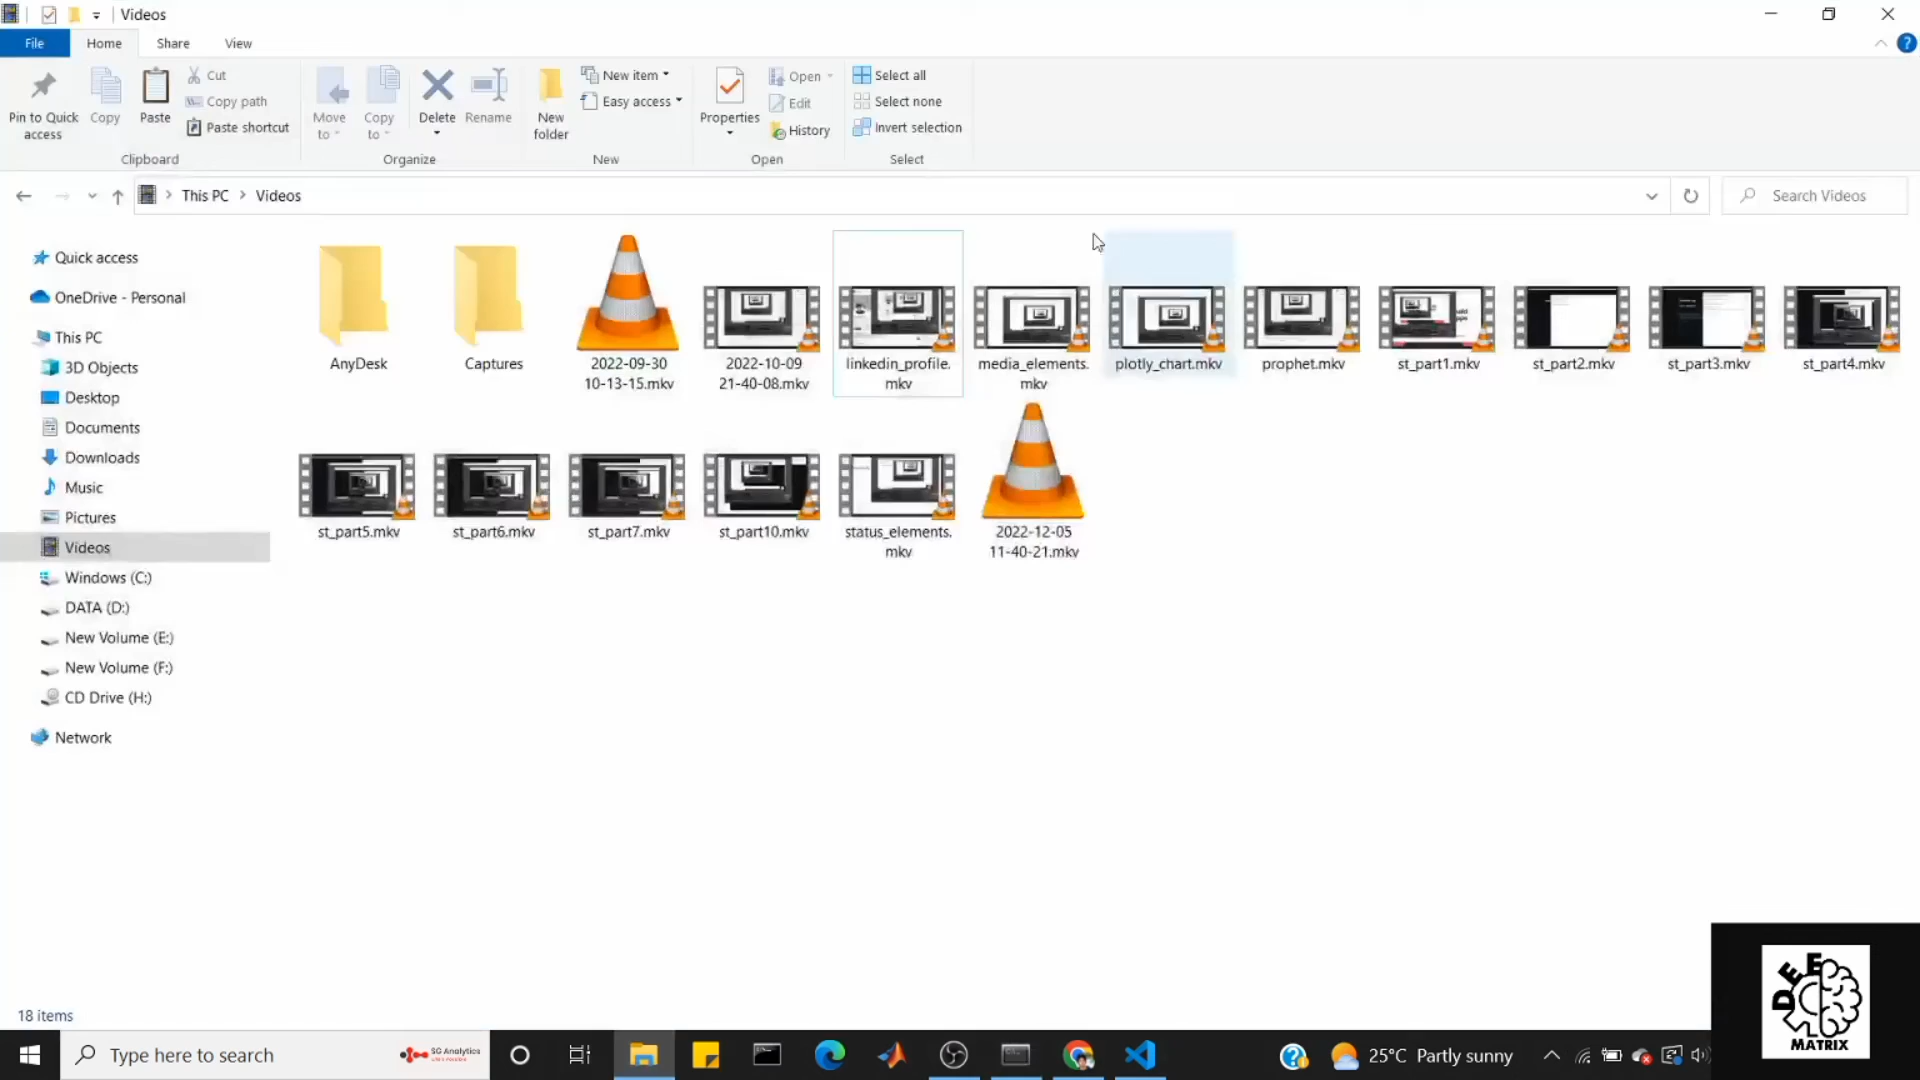 Videos
File
Home
Share
View
Pin to Quick
access
Copy
Paste
Cut
Copy path
Paste shortcut
Clipboard
Move
to
Copy
to
Delete
Rename
Organize
New
folder
New item
Easy access
New
Properties
Open
Edit
History
Open
Select all
Select none
Invert selection
Select
This PC
Videos
Search Videos
Quick access
OneDrive - Personal
This PC
3D Objects
Desktop
Documents
Downloads
Music
Pictures
Videos
Windows (C:)
DATA (D:)
New Volume (E:)
New Volume (F:)
CD Drive (H:)
Network
AnyDesk
Captures
2022-09-30
10-13-15.mkv
2022-10-09
21-40-08.mkv
linkedin_profile.
mkv
media_elements.
mkv
plotly_chart.mkv
prophet.mkv
st_part1.mkv
st_part2.mkv
st_part3.mkv
st_part4.mkv
st_part5.mkv
st_part6.mkv
st_part7.mkv
st_part10.mkv
status_elements.
mkv
2022-12-05
11-40-21.mkv
18 items
Type here to search
SG Analytics
25°C Partly sunny
DEE
MATRIX